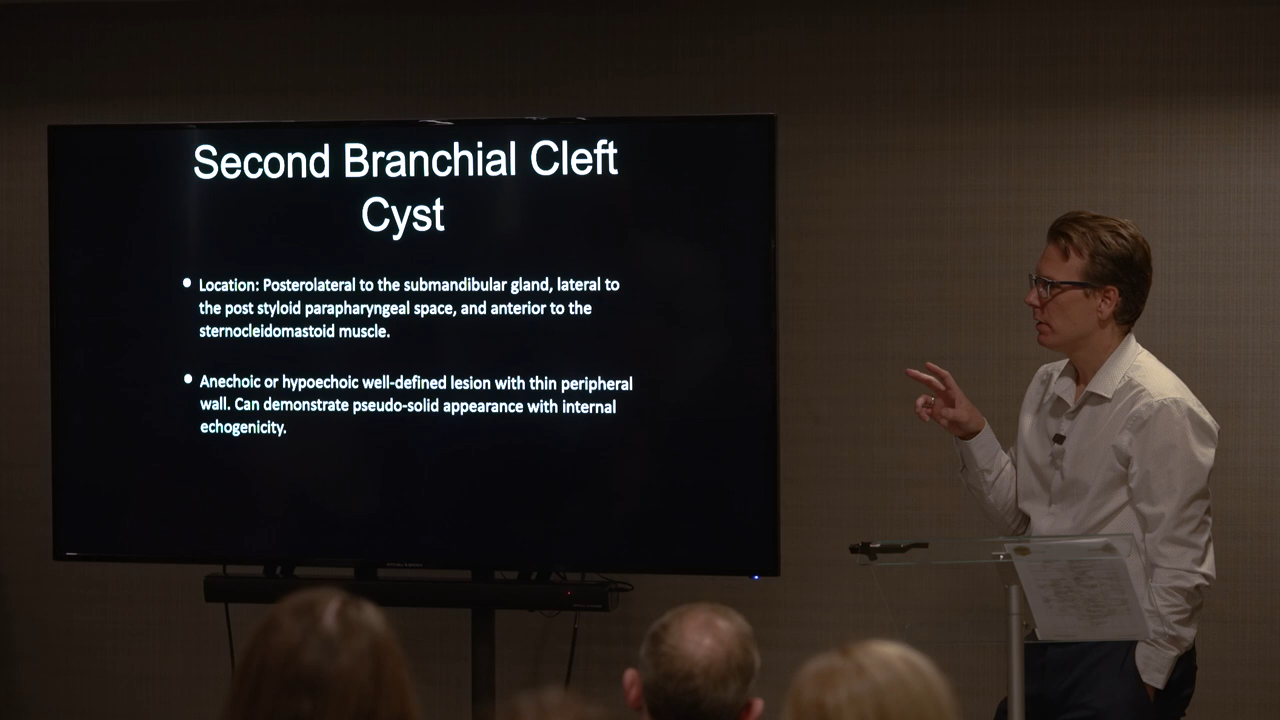 Second Branchial Cleft
Cyst
• Location: Posterolateral to the submandibular gland, lateral to
the post styloid parapharyngeal space, and anterior to the
sternocleidomastoid muscle.
• Anechoic or hypoechoic well-defined lesion with thin peripheral
wall. Can demonstrate pseudo-solid appearance with internal
echogenicity.